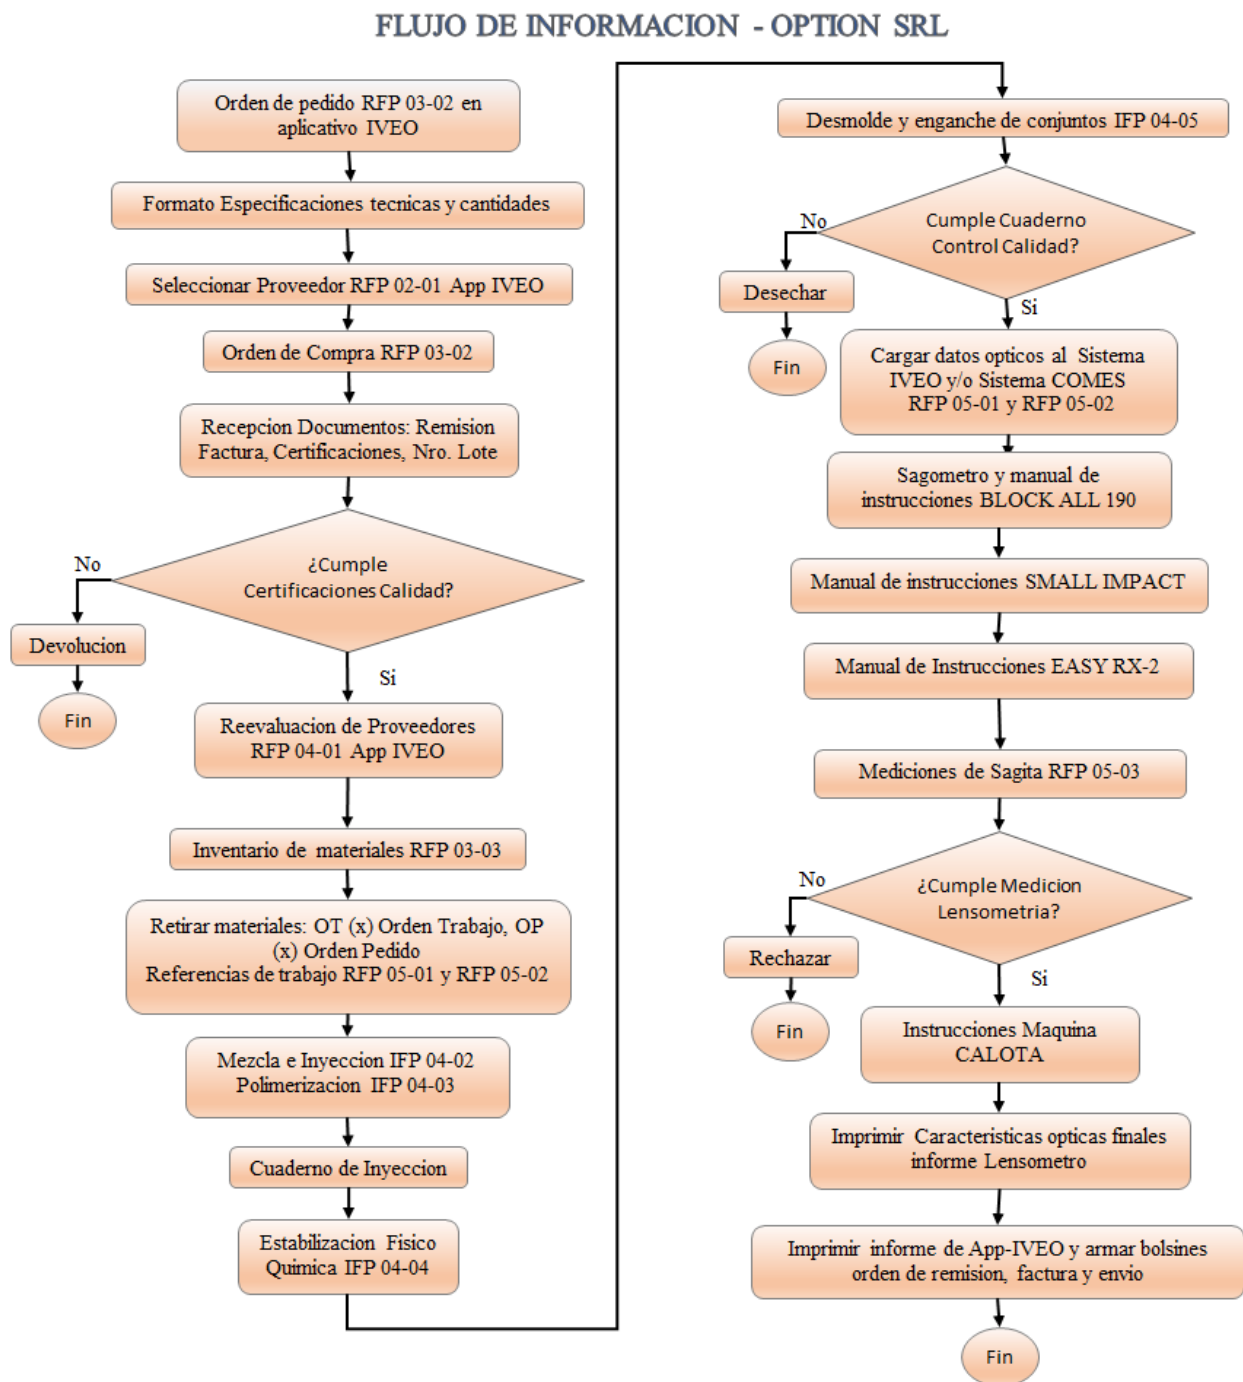 FLUJO DE INFORMACION - OPTION SRL
Orden de pedido RFP 03-02 en
aplicativo IVEO
Formato Especificaciones tecnicas y cantidades
Seleccionar Proveedor RFP 02-01 App IVEO
Orden de Compra RFP 03-02
Recepcion Documentos: Remision
Factura, Certificaciones, Nro. Lote
¿Cumple
Certificaciones Calidad?
No
Devolucion
Fin
Si
Reevaluacion de Proveedores
RFP 04-01 App IVEO
Inventario de materiales RFP 03-03
Retirar materiales: OT (x) Orden Trabajo, OP
(x) Orden Pedido
Referencias de trabajo RFP 05-01 y RFP 05-02
Mezcla e Inyeccion IFP 04-02
Polimerizacion IFP 04-03
Cuaderno de Inyeccion
Estabilizacion Fisico
Quimica IFP 04-04
Desmolde y enganche de conjuntos IFP 04-05
Cumple Cuaderno
Control Calidad?
No
Desechar
Fin
Si
Cargar datos opticos al Sistema
IVEO y/o Sistema COMES
RFP 05-01 y RFP 05-02
Sagometro y manual de
instrucciones BLOCK ALL 190
Manual de instrucciones SMALL IMPACT
Manual de Instrucciones EASY RX-2
Mediciones de Sagita RFP 05-03
¿Cumple Medicion
Lensometria?
No
Rechazar
Fin
Si
Instrucciones Maquina
CALOTA
Imprimir Caracteristicas opticas finales
informe Lensometro
Imprimir informe de App-IVEO y armar bolsines
orden de remision, factura y envio
Fin